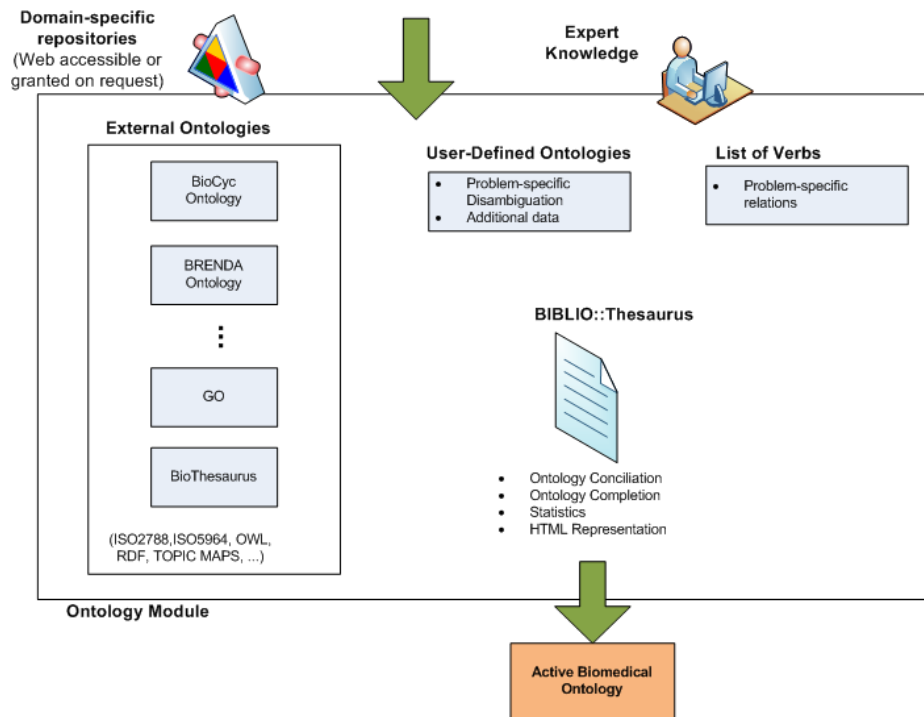 Domain-specific
repositories
(Web accessible or
granted on request)
Expert
Knowledge
External Ontologies
BioCyc
Ontology
BRENDA
Ontology
⋮
GO
BioThesaurus
(ISO2788,ISO5964, OWL,
RDF, TOPIC MAPS, ...)
User-Defined Ontologies
• Problem-specific
Disambiguation
• Additional data
List of Verbs
• Problem-specific
relations
BIBLIO::Thesaurus
• Ontology Conciliation
• Ontology Completion
• Statistics
• HTML Representation
Ontology Module
Active Biomedical
Ontology